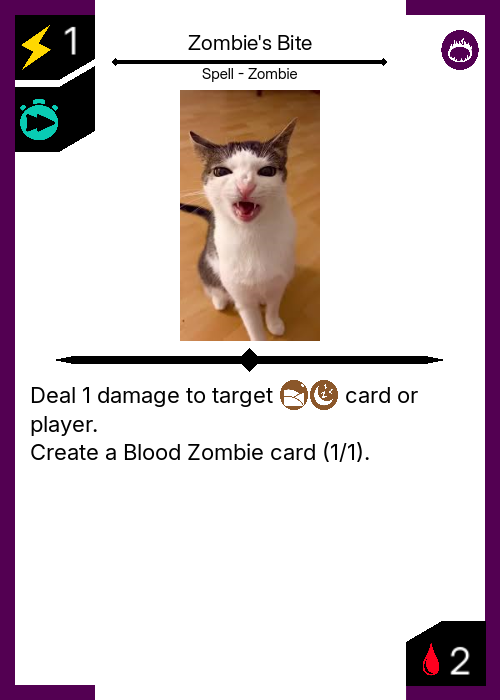 1
Zombie's Bite
Spell - Zombie
Deal 1 damage to target card or
player.
Create a Blood Zombie card (1/1).
2